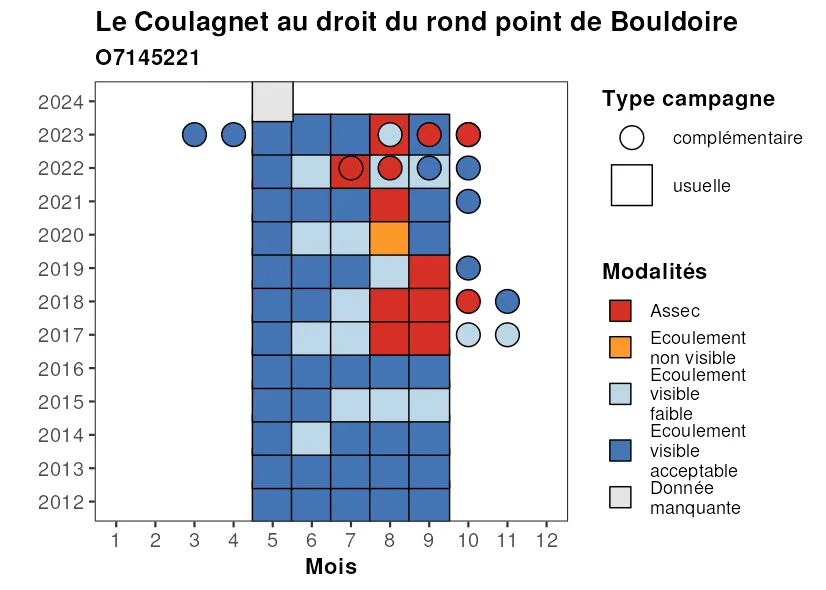 Le Coulagnet au droit du rond point de Bouldoire
O7145221
2024
2023
2022
2021
2020
2019
2018
2017
2016
2015
2014
2013
2012
1 2 3 4 5 6 7 8 9 10 11 12
Mois
Type campagne
complémentaire
usuelle
Modalités
Assec
Ecoulement
non visible
Ecoulement
visible
faible
Ecoulement
visible
acceptable
Donnée
manquante